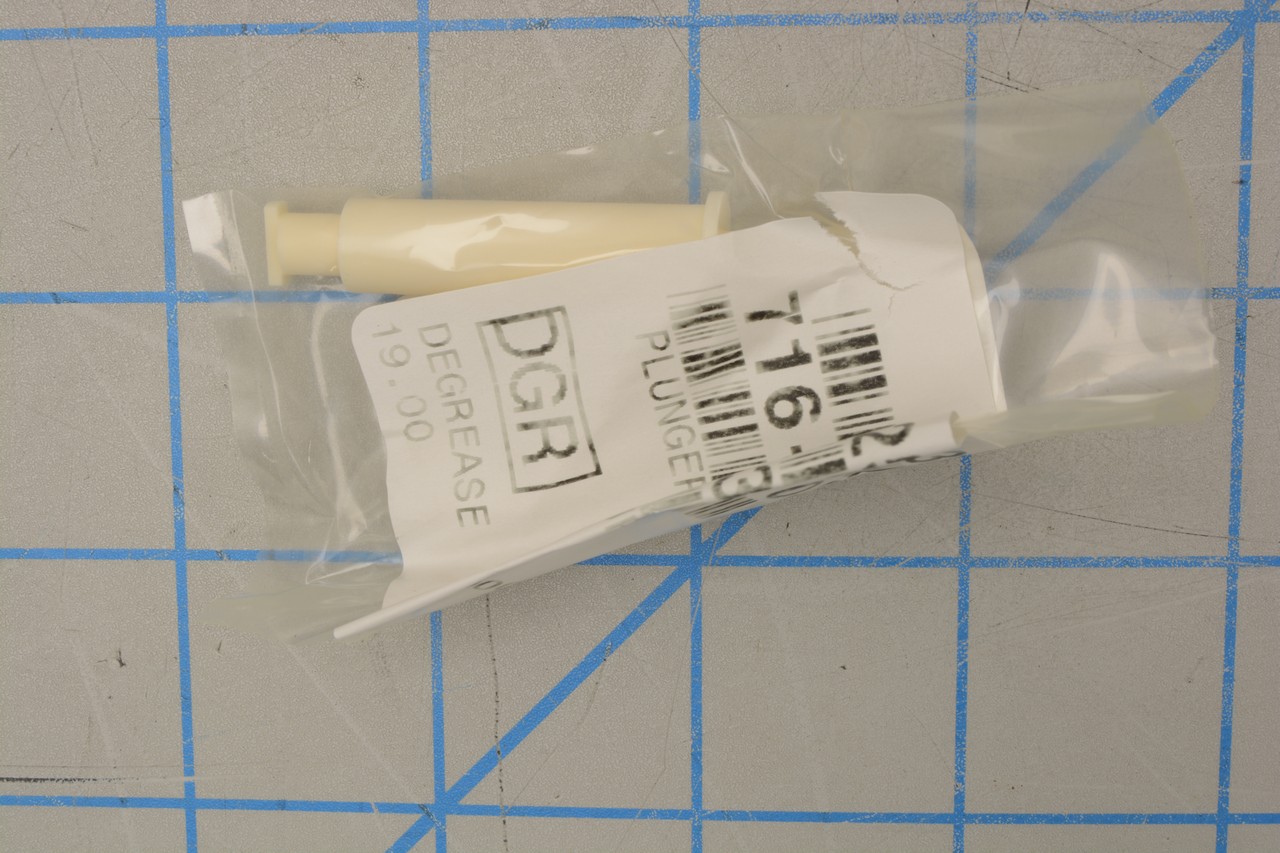 716.
PLUNGER
DGR
DEGREASE
19.00